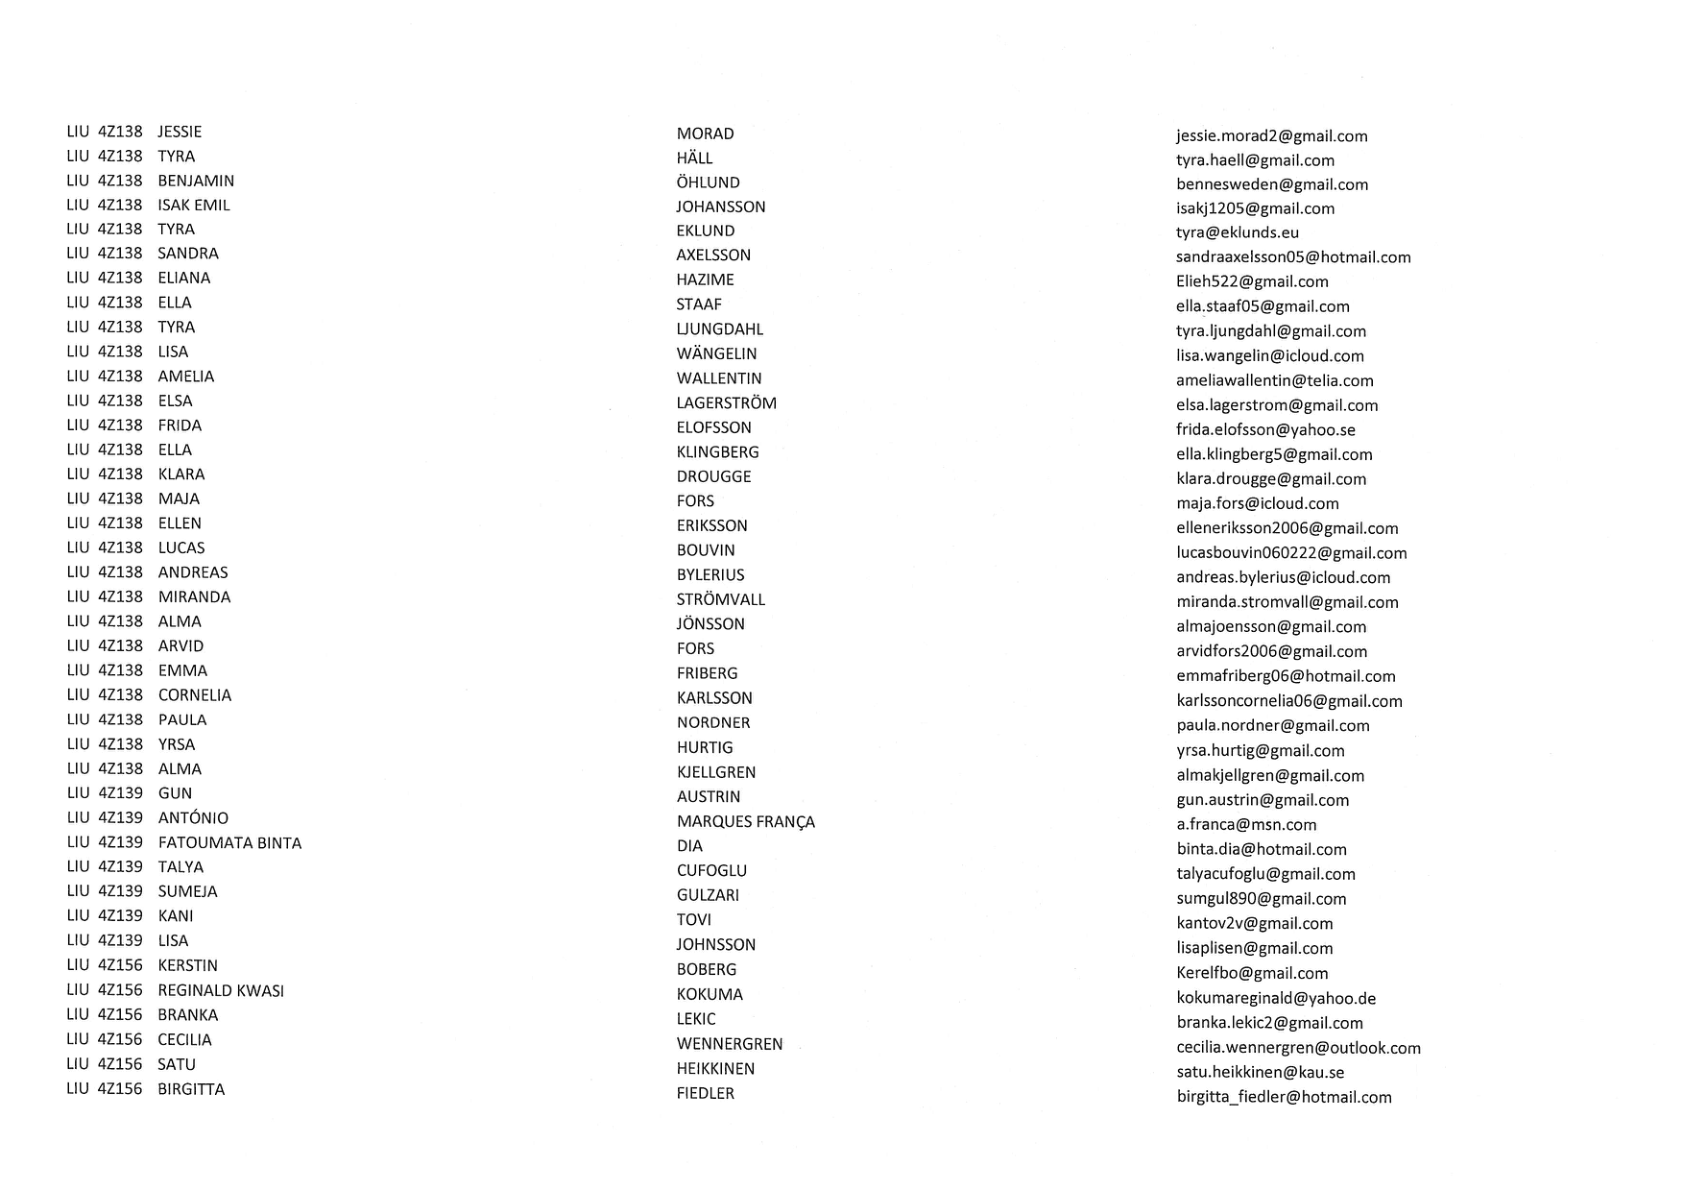 LIU 4Z138 JESSIE MORAD jessie.morad2@gmail.com
LIU 4Z138 TYRA HÄLL tyra.haell@gmail.com
LIU 4Z138 BENJAMIN ÖHLUND bennesweden@gmail.com
LIU 4Z138 ISAK EMIL JOHANSSON isakj1205@gmail.com
LIU 4Z138 TYRA EKLUND tyra@eklunds.eu
LIU 4Z138 SANDRA AXELSSON sandraaxelsson05@hotmail.com
LIU 4Z138 ELIANA HAZIME Elieh522@gmail.com
LIU 4Z138 ELLA STAAF ella.staaf05@gmail.com
LIU 4Z138 TYRA LJUNGDAHL tyra.ljungdahl@gmail.com
LIU 4Z138 LISA WÄNGELIN lisa.wangelin@icloud.com
LIU 4Z138 AMELIA WALLENTIN ameliawallentin@telia.com
LIU 4Z138 ELSA LAGERSTRÖM elsa.lagerstrom@gmail.com
LIU 4Z138 FRIDA ELOFSSON frida.elofsson@yahoo.se
LIU 4Z138 ELLA KLINGBERG ella.klingberg5@gmail.com
LIU 4Z138 KLARA DROUGGE klara.drougge@gmail.com
LIU 4Z138 MAJA FORS maja.fors@icloud.com
LIU 4Z138 ELLEN ERIKSSON elleneriksson2006@gmail.com
LIU 4Z138 LUCAS BOUVIN lucasbouvin060222@gmail.com
LIU 4Z138 ANDREAS BYLERIUS andreas.bylerius@icloud.com
LIU 4Z138 MIRANDA STRÖMVALL miranda.stromvall@gmail.com
LIU 4Z138 ALMA JÖNSSON almajoensson@gmail.com
LIU 4Z138 ARVID FORS arvidfors2006@gmail.com
LIU 4Z138 EMMA FRIBERG emmafriberg06@hotmail.com
LIU 4Z138 CORNELIA KARLSSON karlssoncornelia06@gmail.com
LIU 4Z138 PAULA NORDNER paula.nordner@gmail.com
LIU 4Z138 YRSA HURTIG yrsa.hurtig@gmail.com
LIU 4Z138 ALMA KJELLGREN almakjellgren@gmail.com
LIU 4Z139 GUN AUSTRIN gun.austrin@gmail.com
LIU 4Z139 ANTÓNIO MARQUES FRANÇA a.franca@msn.com
LIU 4Z139 FATOUMATA BINTA DIA binta.dia@hotmail.com
LIU 4Z139 TALYA CUFOGLU talyacufoglu@gmail.com
LIU 4Z139 SUMEJA GULZARI sumgul890@gmail.com
LIU 4Z139 KANI TOVI kantov2v@gmail.com
LIU 4Z139 LISA JOHNSSON lisaplisen@gmail.com
LIU 4Z156 KERSTIN BOBERG Kerelfbo@gmail.com
LIU 4Z156 REGINALD KWASI KOKUMA kokumareginald@yahoo.de
LIU 4Z156 BRANKA LEKIC branka.lekic2@gmail.com
LIU 4Z156 CECILIA WENNERGREN cecilia.wennergren@outlook.com
LIU 4Z156 SATU HEIKKINEN satu.heikkinen@kau.se
LIU 4Z156 BIRGITTA FIEDLER birgitta_fiedler@hotmail.com